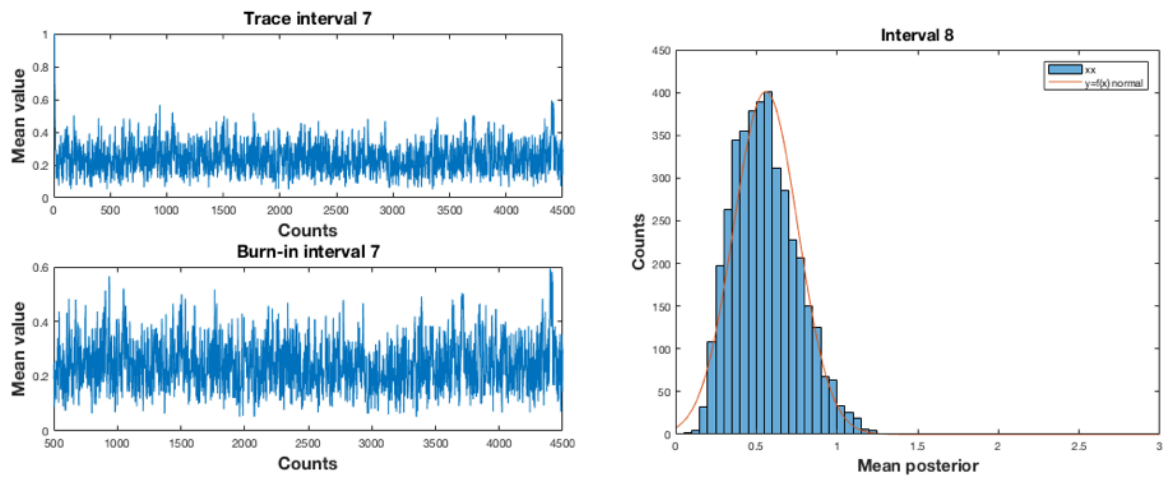 Trace interval 7
Mean value
1
0.8
0.6
0.4
0.2
0
0 500 1000 1500 2000 2500 3000 3500 4000 4500
Counts
Burn-in interval 7
Mean value
0.6
0.4
0.2
0
500 1000 1500 2000 2500 3000 3500 4000 4500
Counts
Interval 8
Counts
450
400
350
300
250
200
150
100
50
0
xx
y=f(x) normal
0 0.5 1 1.5 2 2.5 3
Mean posterior